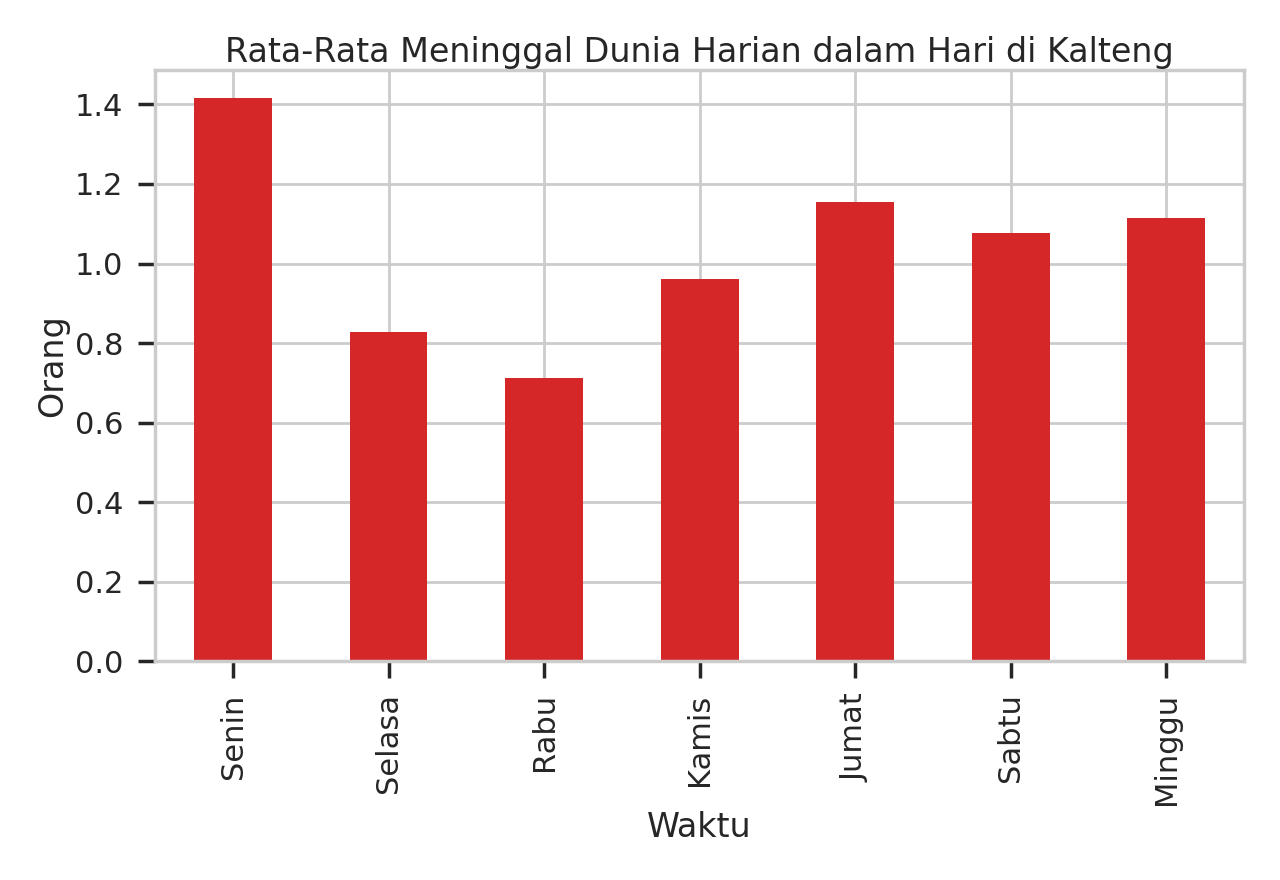 Rata-Rata Meninggal Dunia Harian dalam Hari di Kalteng
Orang
1.4
1.2
1.0
0.8
0.6
0.4
0.2
0.0
Senin
Selasa
Rabu
Kamis
Jumat
Sabtu
Minggu
Waktu